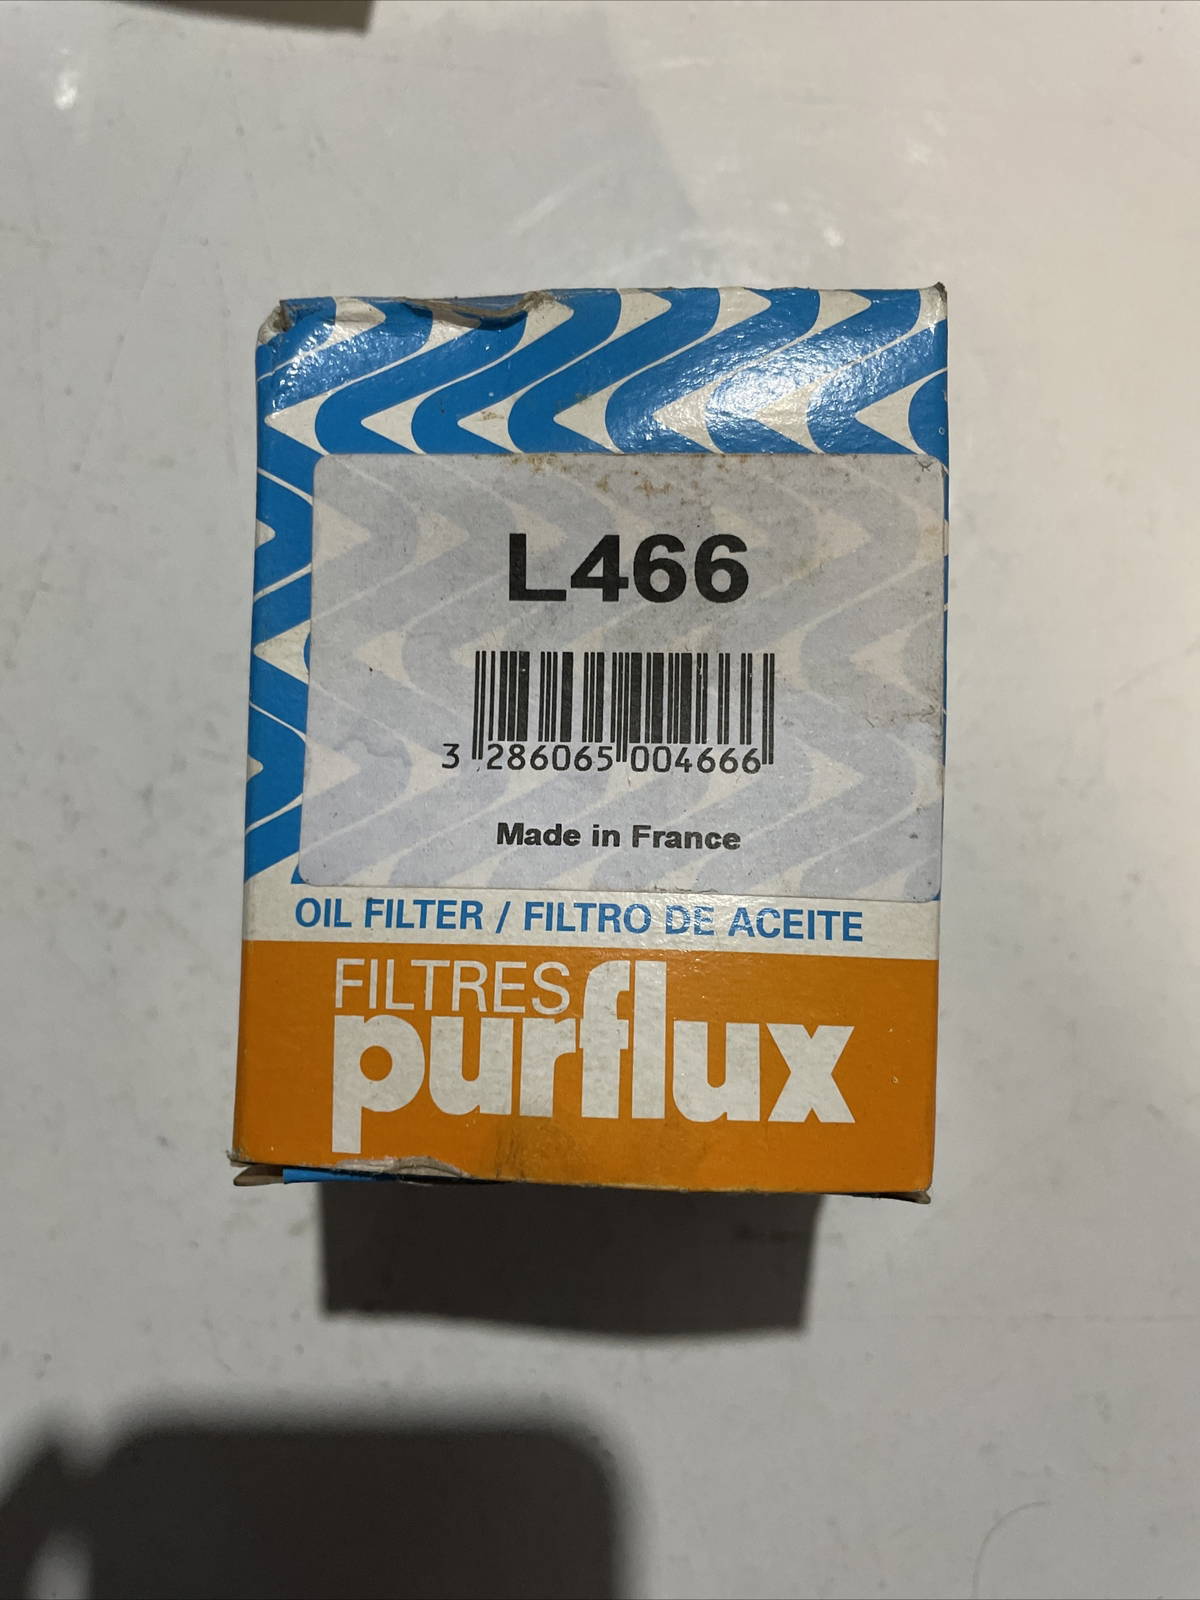 L466
3 286065 004666
Made in France
OIL FILTER / FILTRO DE ACEITE
FILTRES
purflux